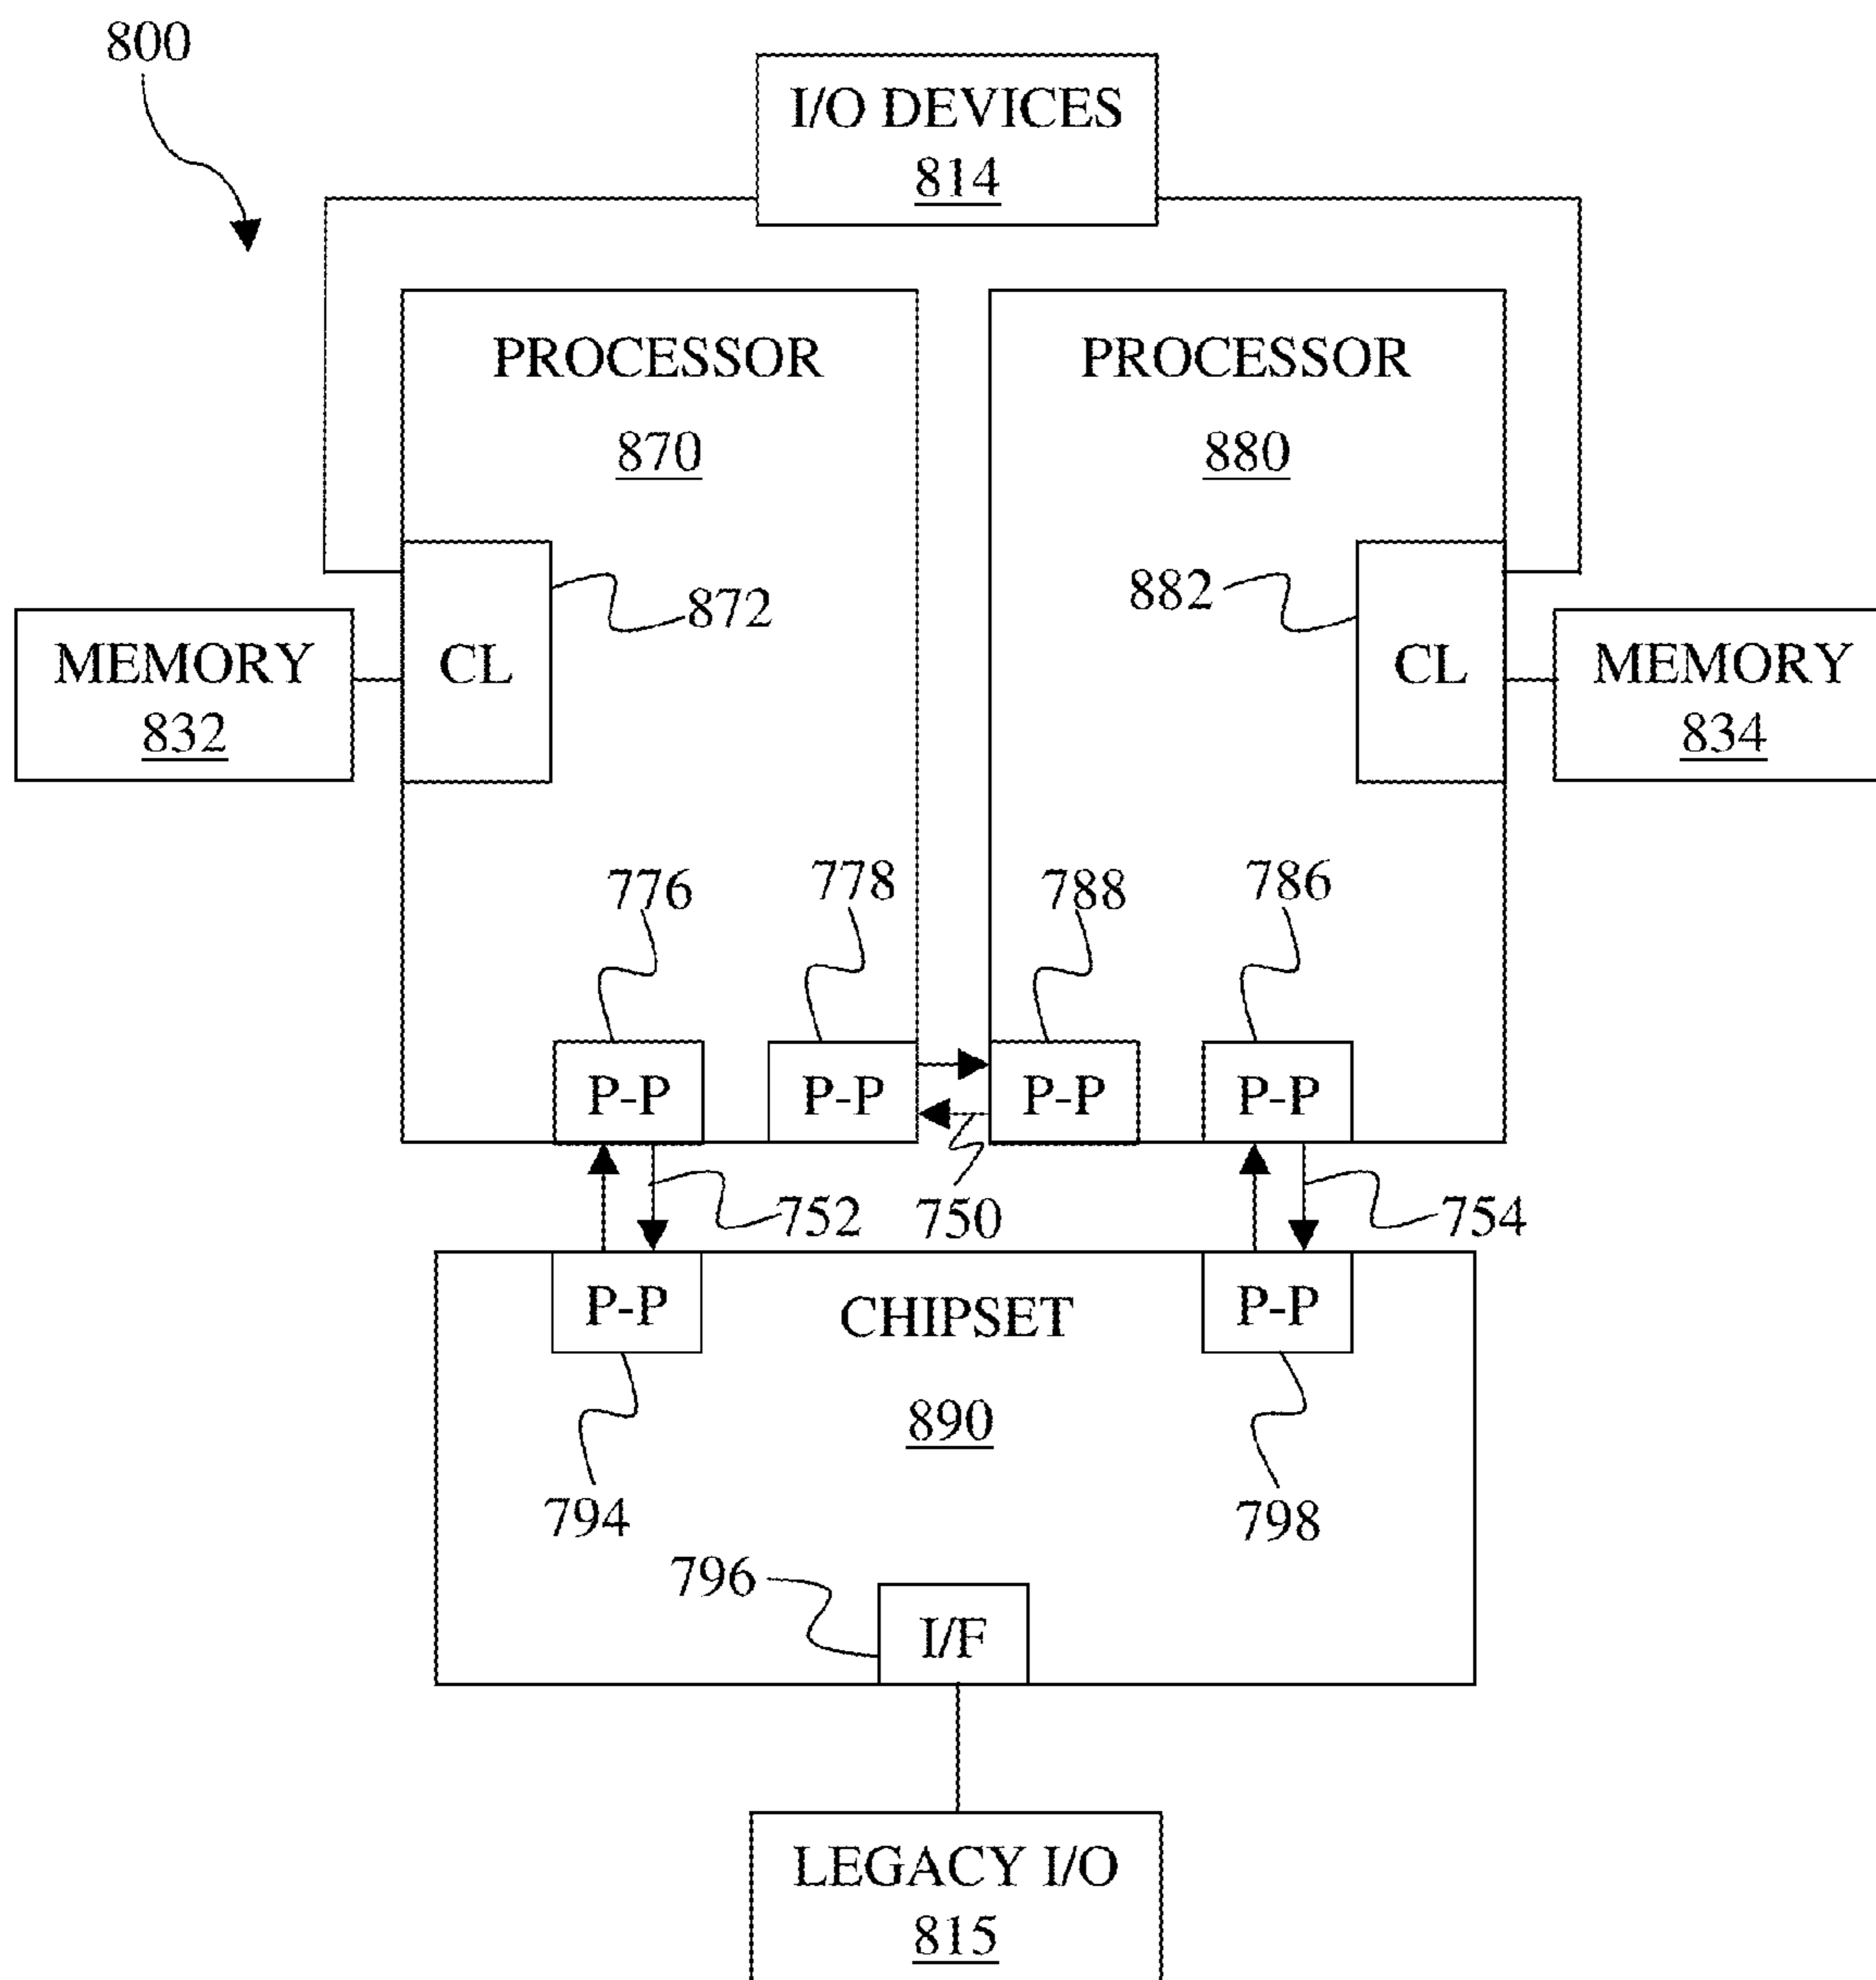 800
I/O DEVICES
814
PROCESSOR
870
PROCESSOR
880
872
882
MEMORY
832
CL
CL
MEMORY
834
776
778
788
786
P-P
P-P
P-P
P-P
752
750
754
P-P
CHIPSET
P-P
890
794
798
796
I/F
LEGACY I/O
815